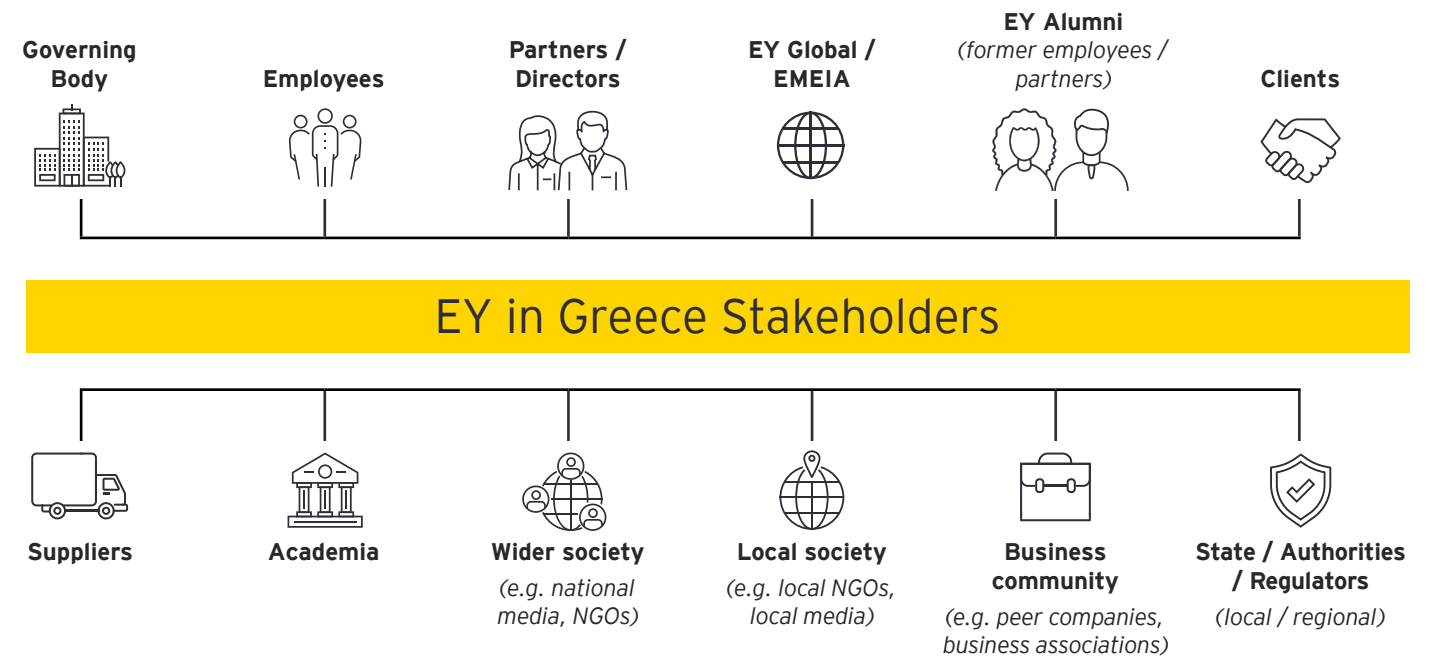 Governing
Body
Employees
Partners /
Directors
EY Global /
EMEIA
EY Alumni
(former employees /
partners)
Clients
EY in Greece Stakeholders
Suppliers
Academia
Wider society
(e.g. national
media, NGOs)
Local society
(e.g. local NGOs,
local media)
Business
community
(e.g. peer companies,
business associations)
State / Authorities
/ Regulators
(local / regional)